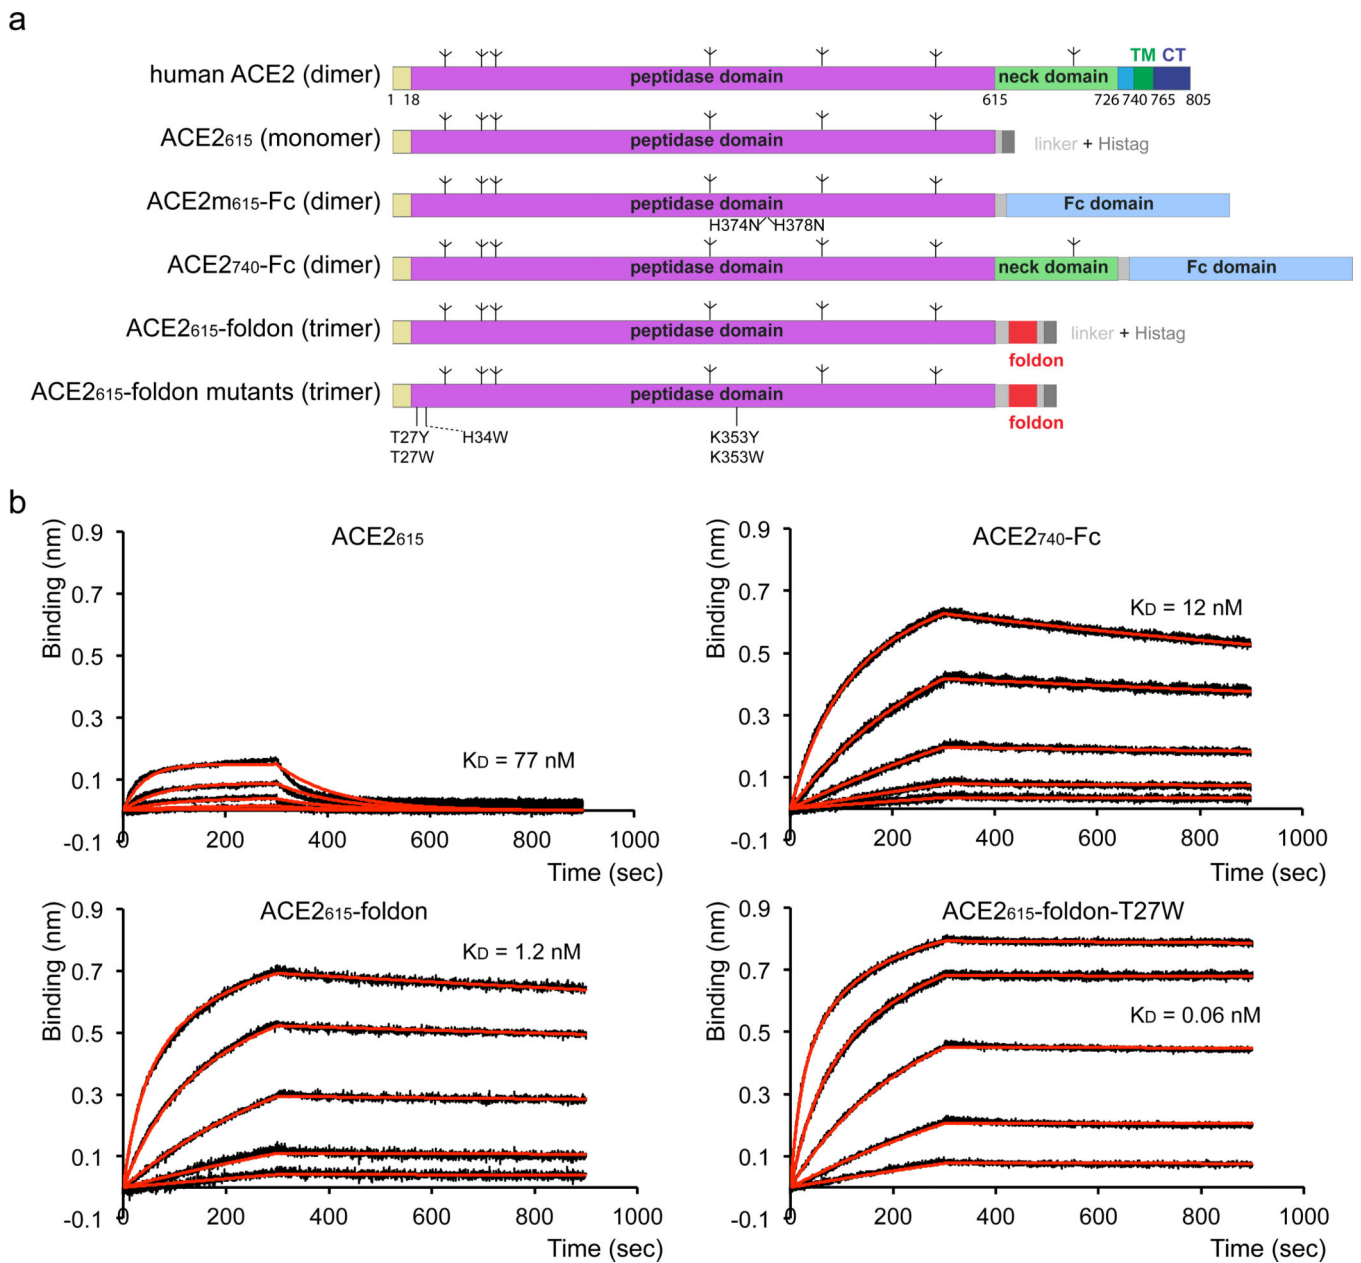 a
human ACE2 (dimer)
peptidase domain
neck domain
TM CT
1 18 615 726 740 765 805
ACE2615 (monomer)
peptidase domain
linker + Histag
ACE2m615-Fc (dimer)
peptidase domain
Fc domain
H374N H378N
ACE2740-Fc (dimer)
peptidase domain
neck domain
Fc domain
ACE2615-foldon (trimer)
peptidase domain
linker + Histag
foldon
ACE2615-foldon mutants (trimer)
peptidase domain
foldon
T27Y H34W K353Y
T27W K353W
b
ACE2615
Binding (nm)
0.9
0.7
0.5
0.3
0.1
-0.1
KD = 77 nM
0 200 400 600 800 1000
Time (sec)
ACE2740-Fc
Binding (nm)
0.9
0.7
0.5
0.3
0.1
-0.1
KD = 12 nM
0 200 400 600 800 1000
Time (sec)
ACE2615-foldon
Binding (nm)
0.9
0.7
0.5
0.3
0.1
-0.1
KD = 1.2 nM
0 200 400 600 800 1000
Time (sec)
ACE2615-foldon-T27W
Binding (nm)
0.9
0.7
0.5
0.3
0.1
-0.1
KD = 0.06 nM
0 200 400 600 800 1000
Time (sec)